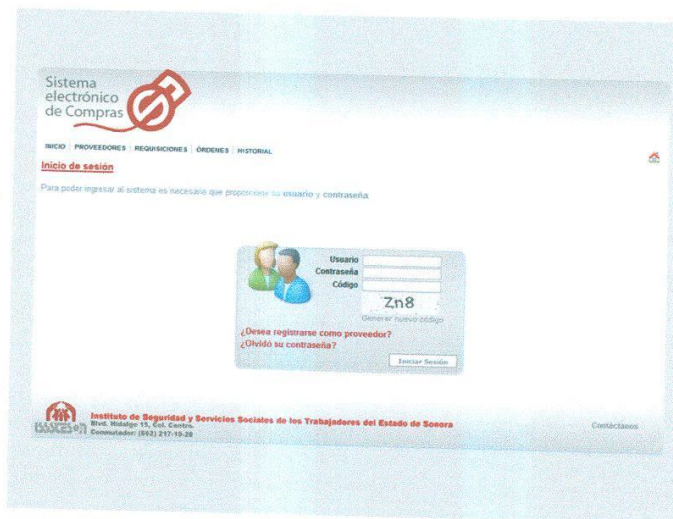 Sistema
electrónico
de Compras
INICIO | PROVEEDORES | REQUISICIONES | ÓRDENES | HISTORIAL
Inicio de sesión
Para poder ingresar al sistema es necesario que proporcione su usuario y contraseña.
Usuario
Contraseña
Código
Zn8
Generar nuevo código
¿Desea registrarse como proveedor?
¿Olvidó su contraseña?
Iniciar Sesión
Instituto de Seguridad y Servicios Sociales de los Trabajadores del Estado de Sonora
Blvd. Hidalgo 15, Col. Centro.
Conmutador: (662) 217-19-28
Contáctanos
ISSSTESON